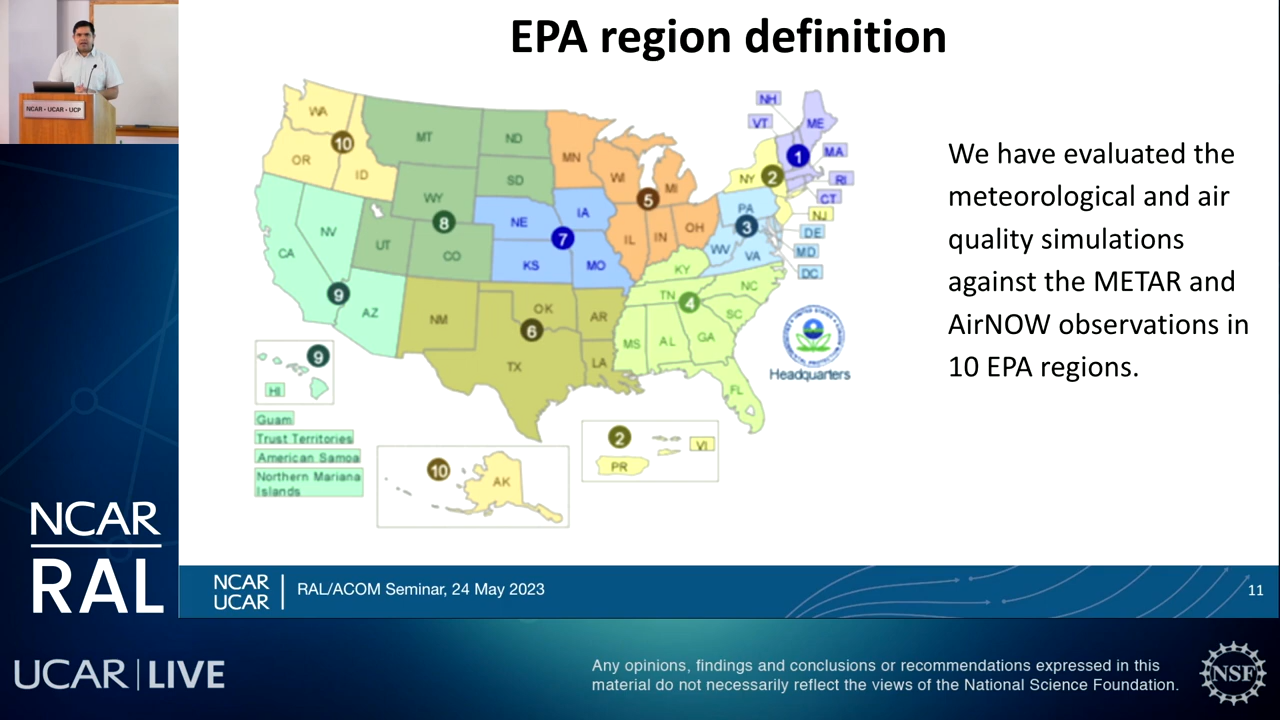 EPA region definition
NCAR • UCAR • UCP
We have evaluated the
meteorological and air
quality simulations
against the METAR and
AirNOW observations in
10 EPA regions.
WA
OR
ID
10
MT
ND
SD
WY
UT
CO
8
MN
WI
MI
IL
IN
OH
5
NE
IA
KS
MO
7
NH
VT
ME
MA
RI
CT
1
NY
NJ
2
PA
WV
VA
DE
MD
DC
3
CA
NV
AZ
9
NM
OK
TX
AR
LA
6
KY
TN
NC
SC
MS
AL
GA
FL
4
Headquarters
9
HI
Guam
Trust Territories
American Samoa
Northern Mariana
Islands
10
AK
2
PR
VI
NCAR
RAL
NCAR
UCAR
RAL/ACOM Seminar, 24 May 2023
11
UCAR | LIVE
Any opinions, findings and conclusions or recommendations expressed in this
material do not necessarily reflect the views of the National Science Foundation.
NSF